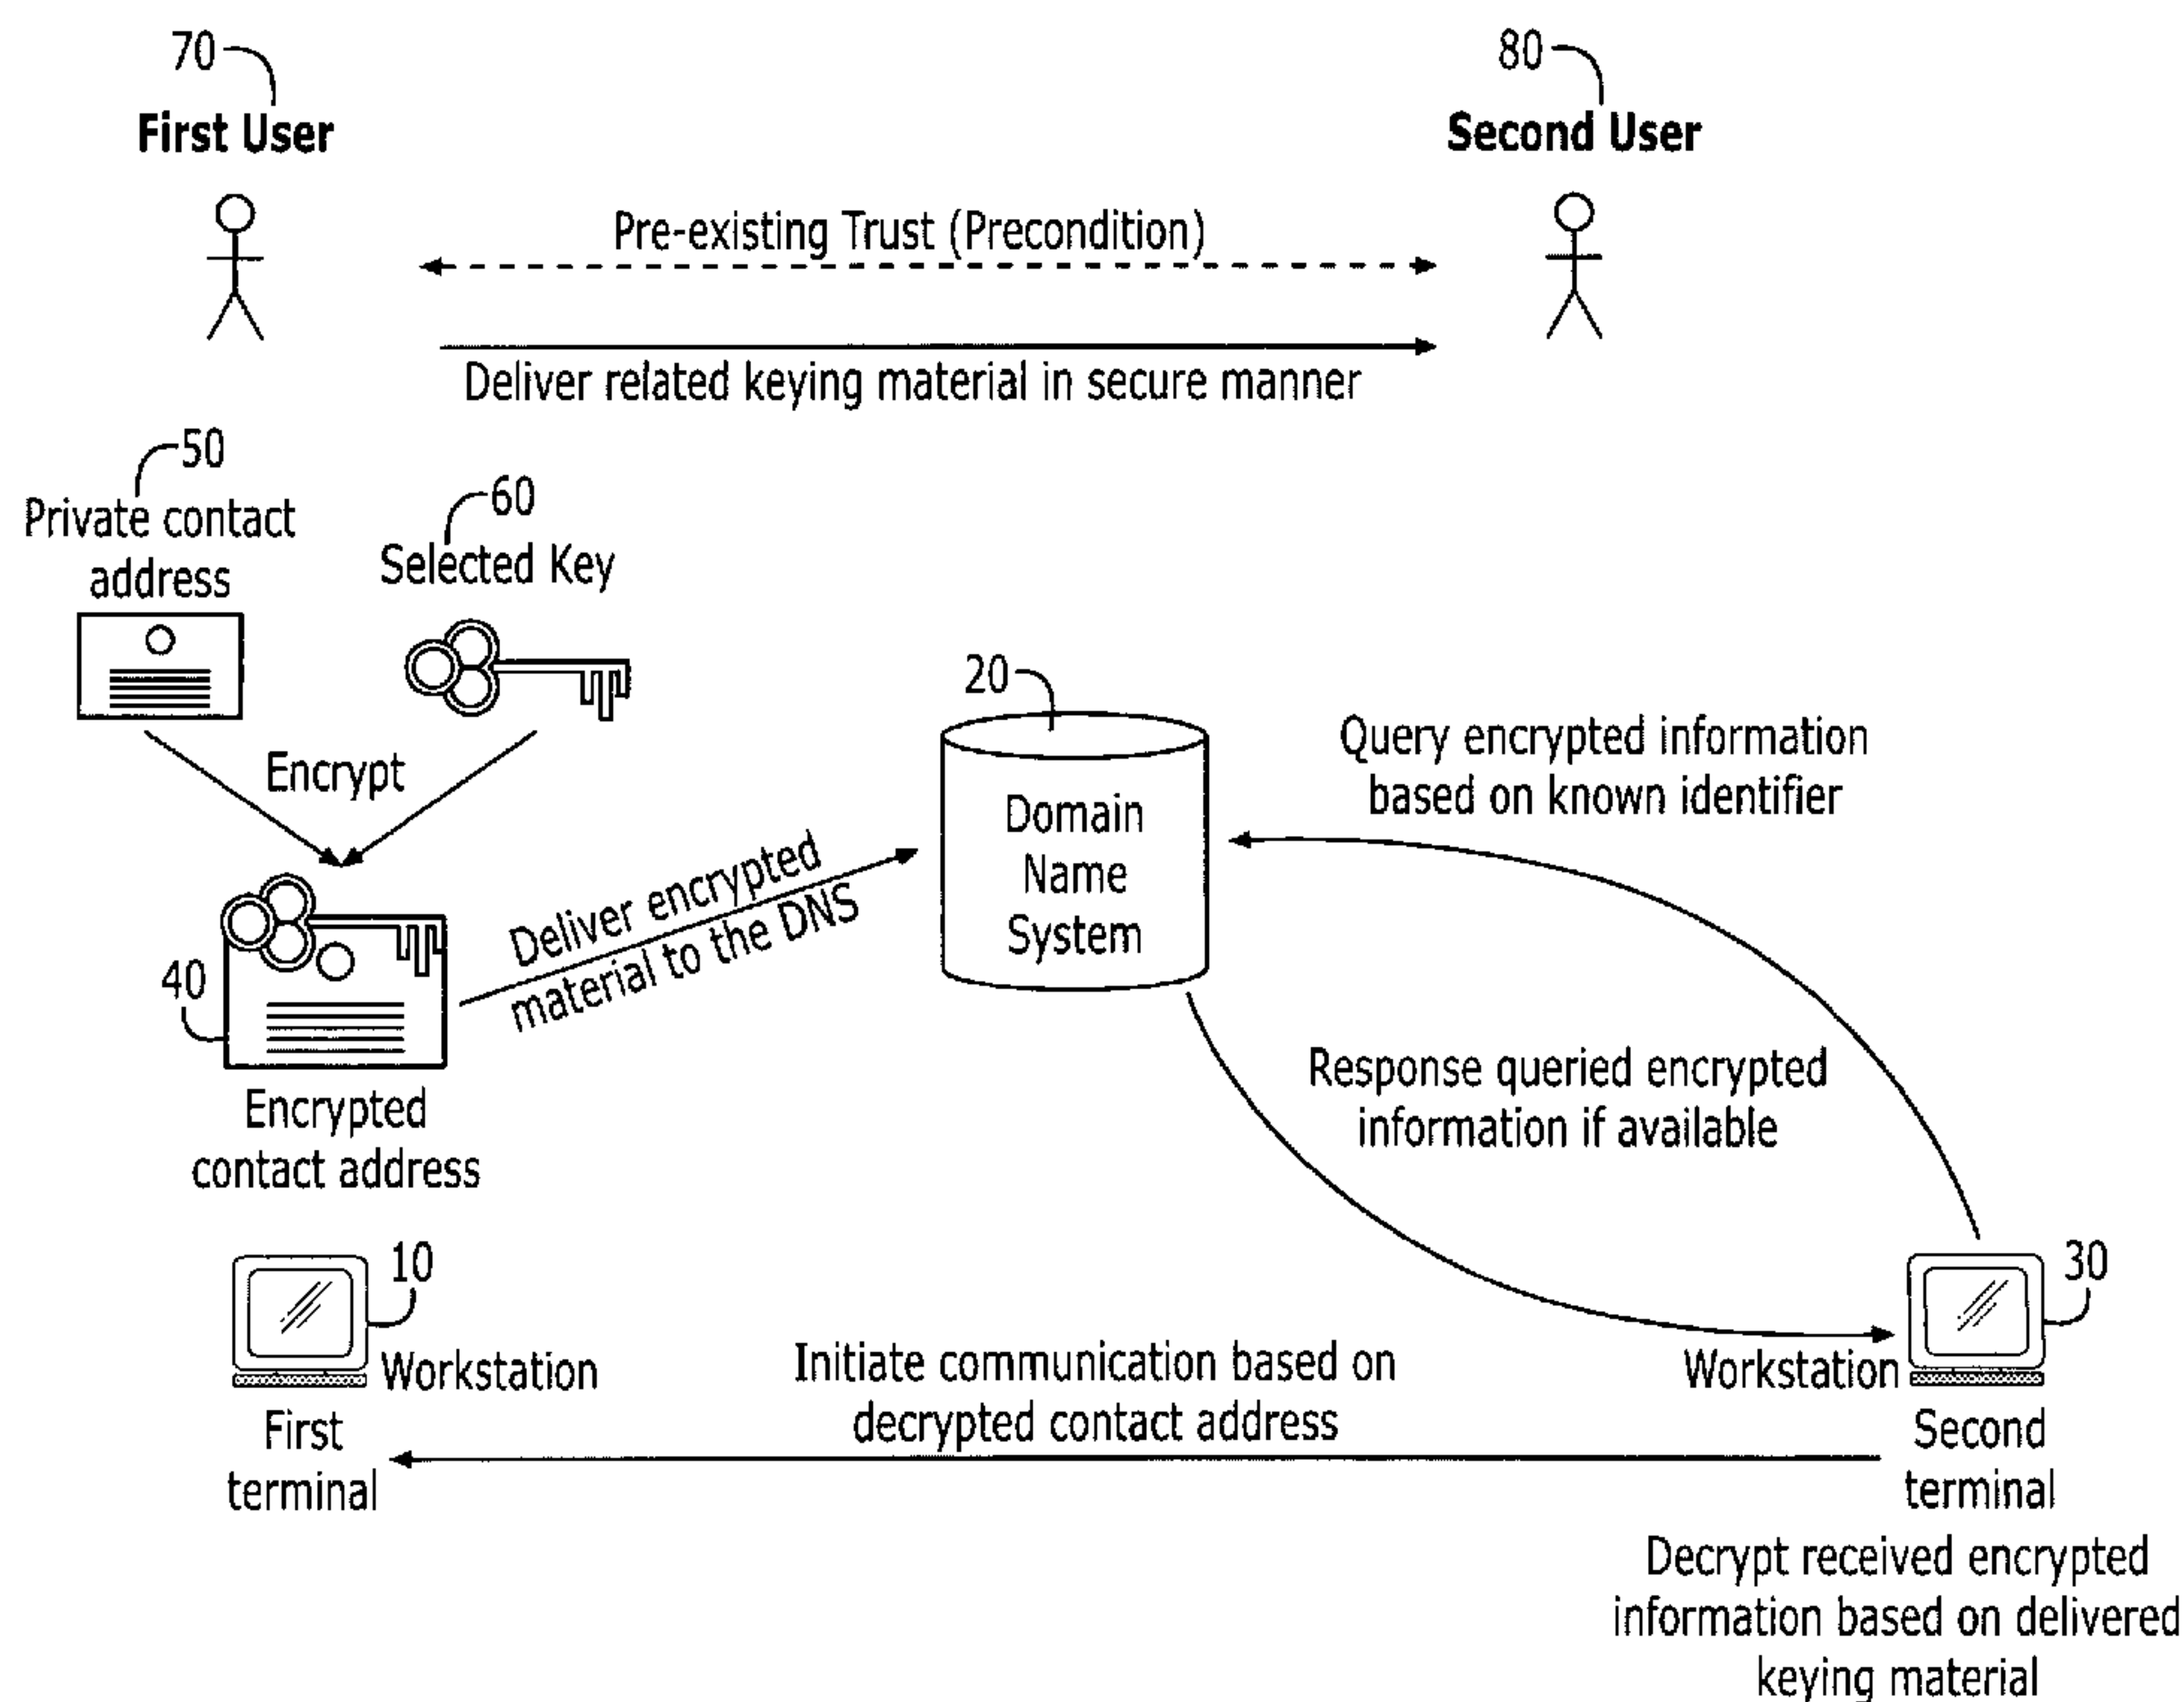 70
80
First User
Second User
Pre-existing Trust (Precondition)
Deliver related keying material in secure manner
50
Private contact
address
60
Selected Key
Encrypt
20
Domain
Name
System
Query encrypted information
based on known identifier
Deliver encrypted
material to the DNS
40
Encrypted
contact address
Response queried encrypted
information if available
10
Workstation
First
terminal
Initiate communication based on
decrypted contact address
30
Workstation
Second
terminal
Decrypt received encrypted
information based on delivered
keying material